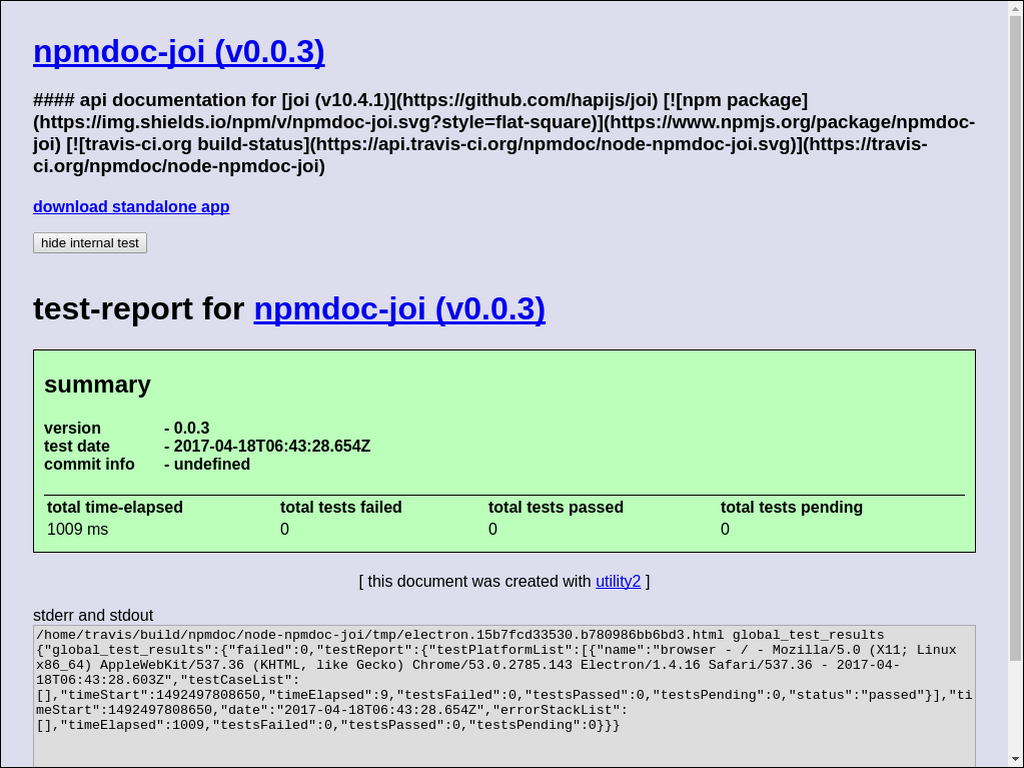 npmdoc-joi (v0.0.3)
#### api documentation for [joi (v10.4.1)](https://github.com/hapijs/joi) [![npm package]
(https://img.shields.io/npm/v/npmdoc-joi.svg?style=flat-square)](https://www.npmjs.org/package/npmdoc-
joi) [![travis-ci.org build-status](https://api.travis-ci.org/npmdoc/node-npmdoc-joi.svg)](https://travis-
ci.org/npmdoc/node-npmdoc-joi)
download standalone app
hide internal test
test-report for npmdoc-joi (v0.0.3)
summary
version - 0.0.3
test date - 2017-04-18T06:43:28.654Z
commit info - undefined
total time-elapsed total tests failed total tests passed total tests pending
1009 ms 0 0 0
[ this document was created with utility2 ]
stderr and stdout
/home/travis/build/npmdoc/node-npmdoc-joi/tmp/electron.15b7fcd33530.b780986bb6bd3.html global_test_results
{"global_test_results":{"failed":0,"testReport":{"testPlatformList":[{"name":"browser - / - Mozilla/5.0 (X11; Linux
x86_64) AppleWebKit/537.36 (KHTML, like Gecko) Chrome/53.0.2785.143 Electron/1.4.16 Safari/537.36 - 2017-04-
18T06:43:28.603Z","testCaseList":
[],"timeStart":1492497808650,"timeElapsed":9,"testsFailed":0,"testsPassed":0,"testsPending":0,"status":"passed"}],"ti
meStart":1492497808650,"date":"2017-04-18T06:43:28.654Z","errorStackList":
[],"timeElapsed":1009,"testsFailed":0,"testsPassed":0,"testsPending":0}}}